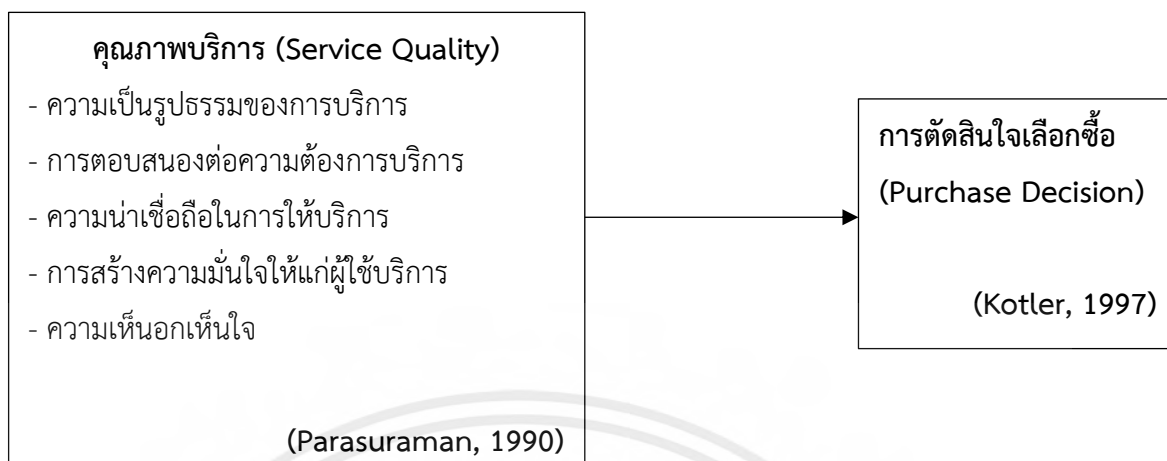 คุณภาพบริการ (Service Quality)
- ความเป็นรูปธรรมของการบริการ
- การตอบสนองต่อความต้องการบริการ
- ความน่าเชื่อถือในการให้บริการ
- การสร้างความมั่นใจให้แก่ผู้ใช้บริการ
- ความเห็นอกเห็นใจ
(Parasuraman, 1990)
การตัดสินใจเลือกซื้อ
(Purchase Decision)
(Kotler, 1997)